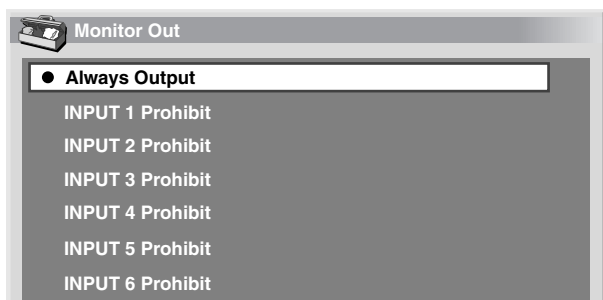 Monitor Out
Always Output
INPUT 1 Prohibit
INPUT 2 Prohibit
INPUT 3 Prohibit
INPUT 4 Prohibit
INPUT 5 Prohibit
INPUT 6 Prohibit